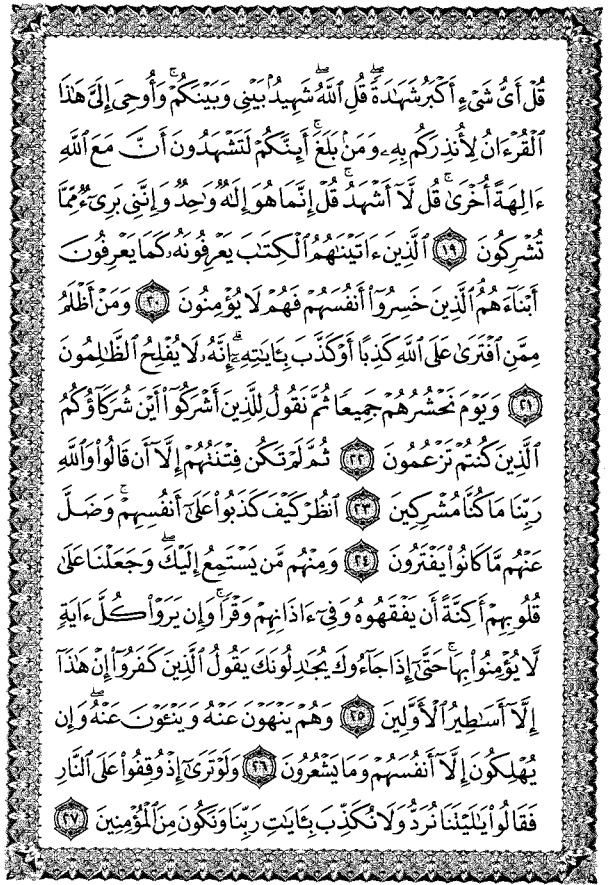 قُلْ أَىُّ شَىْءٍ أَكْبَرُ شَهَٰدَةً ۖ قُلِ ٱللَّهُ ۖ شَهِيدٌۢ بَيْنِى وَبَيْنَكُمْ ۚ وَأُوحِىَ إِلَىَّ هَٰذَا
ٱلْقُرْءَانُ لِأُنذِرَكُم بِهِۦ وَمَنۢ بَلَغَ ۚ أَئِنَّكُمْ لَتَشْهَدُونَ أَنَّ مَعَ ٱللَّهِ
ءَالِهَةً أُخْرَىٰ ۚ قُل لَّآ أَشْهَدُ ۚ قُلْ إِنَّمَا هُوَ إِلَٰهٌ وَٰحِدٌ وَإِنَّنِى بَرِىٓءٌ مِّمَّا
تُشْرِكُونَ ١٩ ٱلَّذِينَ ءَاتَيْنَٰهُمُ ٱلْكِتَٰبَ يَعْرِفُونَهُۥ كَمَا يَعْرِفُونَ
أَبْنَآءَهُمُ ٱلَّذِينَ خَسِرُوٓا۟ أَنفُسَهُمْ فَهُمْ لَا يُؤْمِنُونَ ٢٠ وَمَنْ أَظْلَمُ
مِمَّنِ ٱفْتَرَىٰ عَلَى ٱللَّهِ كَذِبًا أَوْ كَذَّبَ بِـَٔايَٰتِهِۦٓ ۗ إِنَّهُۥ لَا يُفْلِحُ ٱلظَّٰلِمُونَ
٢١ وَيَوْمَ نَحْشُرُهُمْ جَمِيعًا ثُمَّ نَقُولُ لِلَّذِينَ أَشْرَكُوٓا۟ أَيْنَ شُرَكَآؤُكُمُ
ٱلَّذِينَ كُنتُمْ تَزْعُمُونَ ٢٢ ثُمَّ لَمْ تَكُن فِتْنَتُهُمْ إِلَّآ أَن قَالُوا۟ وَٱللَّهِ
رَبِّنَا مَا كُنَّا مُشْرِكِينَ ٢٣ ٱنظُرْ كَيْفَ كَذَبُوا۟ عَلَىٰٓ أَنفُسِهِمْ ۚ وَضَلَّ
عَنْهُم مَّا كَانُوا۟ يَفْتَرُونَ ٢٤ وَمِنْهُم مَّن يَسْتَمِعُ إِلَيْكَ ۖ وَجَعَلْنَا عَلَىٰ
قُلُوبِهِمْ أَكِنَّةً أَن يَفْقَهُوهُ وَفِىٓ ءَاذَانِهِمْ وَقْرًا ۚ وَإِن يَرَوْا۟ كُلَّ ءَايَةٍ
لَّا يُؤْمِنُوا۟ بِهَا ۚ حَتَّىٰٓ إِذَا جَآءُوكَ يُجَٰدِلُونَكَ يَقُولُ ٱلَّذِينَ كَفَرُوٓا۟ إِنْ هَٰذَآ
إِلَّآ أَسَٰطِيرُ ٱلْأَوَّلِينَ ٢٥ وَهُمْ يَنْهَوْنَ عَنْهُ وَيَنْـَٔوْنَ عَنْهُ ۖ وَإِن
يُهْلِكُونَ إِلَّآ أَنفُسَهُمْ وَمَا يَشْعُرُونَ ٢٦ وَلَوْ تَرَىٰٓ إِذْ وُقِفُوا۟ عَلَى ٱلنَّارِ
فَقَالُوا۟ يَٰلَيْتَنَا نُرَدُّ وَلَا نُكَذِّبَ بِـَٔايَٰتِ رَبِّنَا وَنَكُونَ مِنَ ٱلْمُؤْمِنِينَ ٢٧